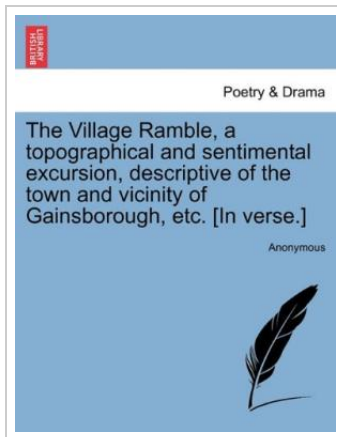 BRITISH
LIBRARY
Poetry & Drama
The Village Ramble, a
topographical and sentimental
excursion, descriptive of the
town and vicinity of
Gainsborough, etc. [In verse.]
Anonymous